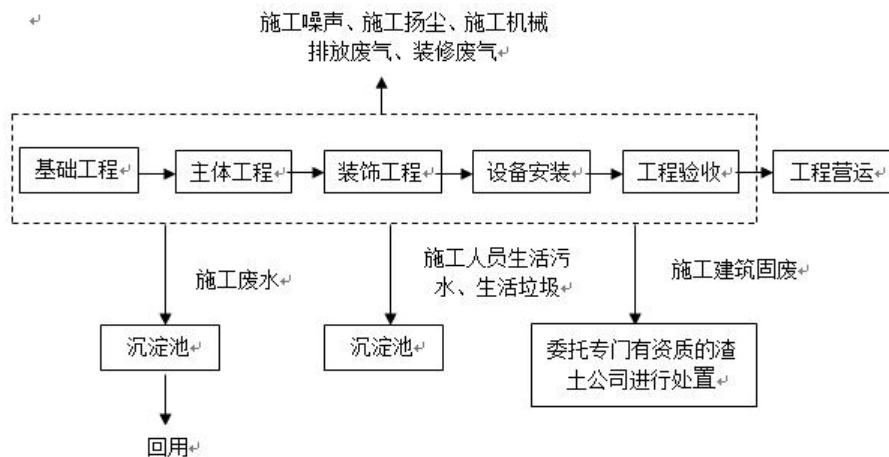 施工噪声、施工扬尘、施工机械
排放废气、装修废气
基础工程
主体工程
装饰工程
设备安装
工程验收
工程营运
施工废水
施工人员生活污
水、生活垃圾
施工建筑固废
沉淀池
沉淀池
委托专门有资质的渣
土公司进行处置
回用